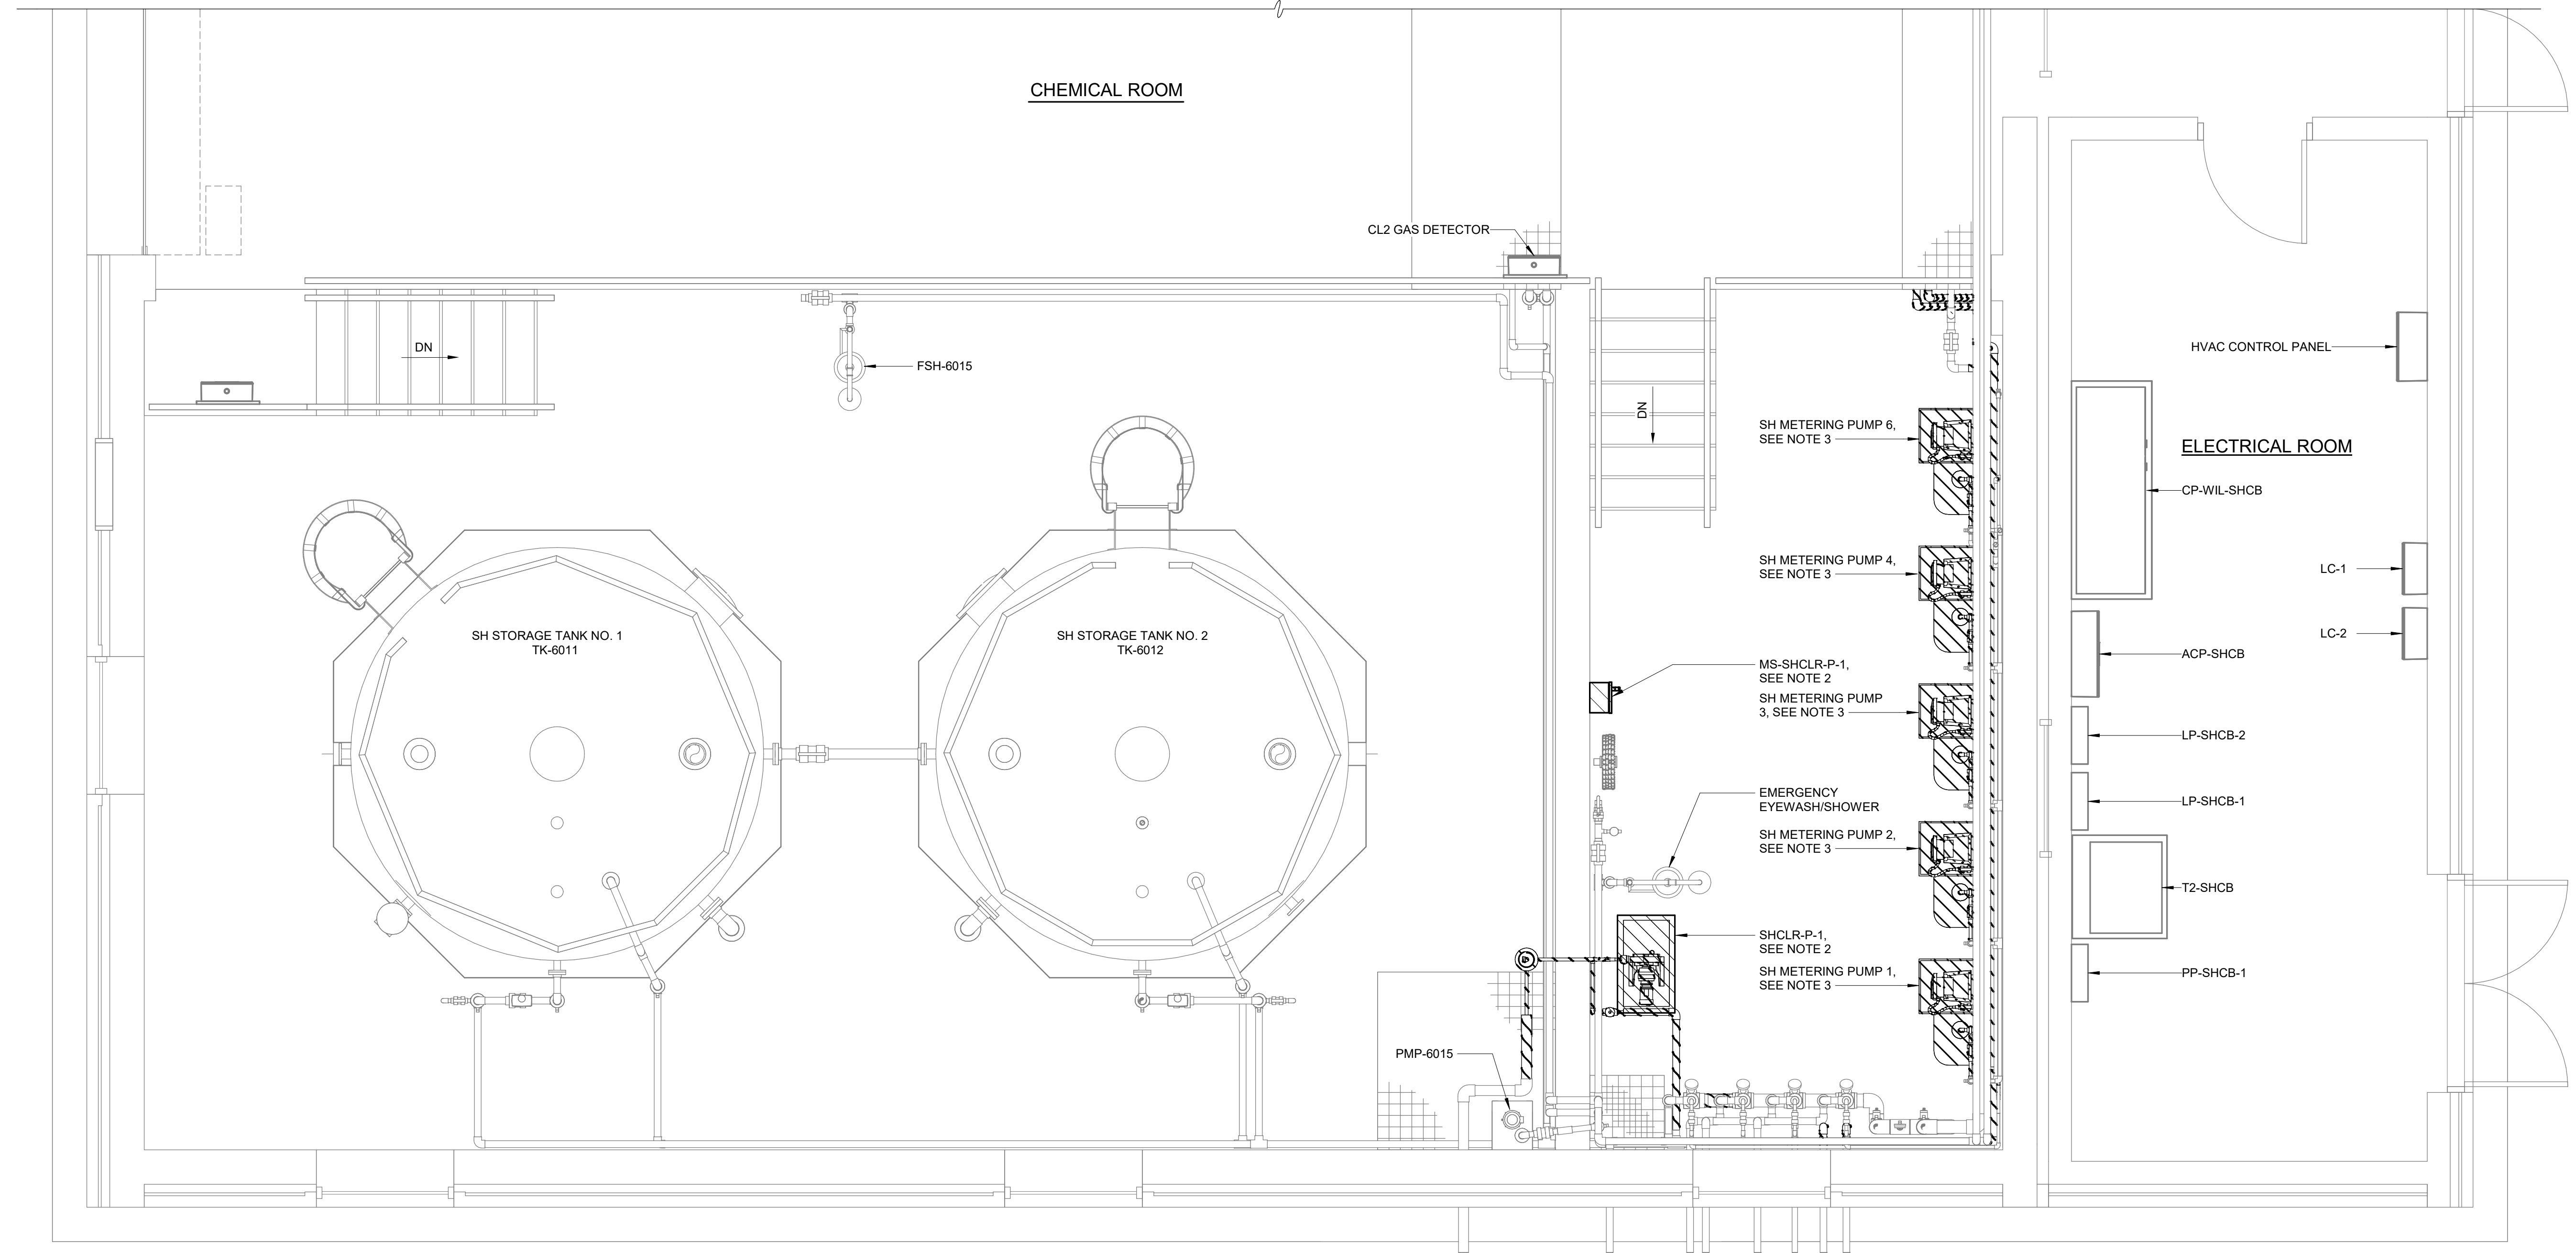 CHEMICAL ROOM
CL2 GAS DETECTOR
DN
FSH-6015
HVAC CONTROL PANEL
DN
SH METERING PUMP 6,
SEE NOTE 3
ELECTRICAL ROOM
CP-WIL-SHCB
SH METERING PUMP 4,
SEE NOTE 3
LC-1
SH STORAGE TANK NO. 1
TK-6011
SH STORAGE TANK NO. 2
TK-6012
LC-2
ACP-SHCB
MS-SHCLR-P-1,
SEE NOTE 2
SH METERING PUMP
3, SEE NOTE 3
LP-SHCB-2
EMERGENCY
EYEWASH/SHOWER
LP-SHCB-1
SH METERING PUMP 2,
SEE NOTE 3
T2-SHCB
SHCLR-P-1,
SEE NOTE 2
SH METERING PUMP 1,
SEE NOTE 3
PP-SHCB-1
PMP-6015